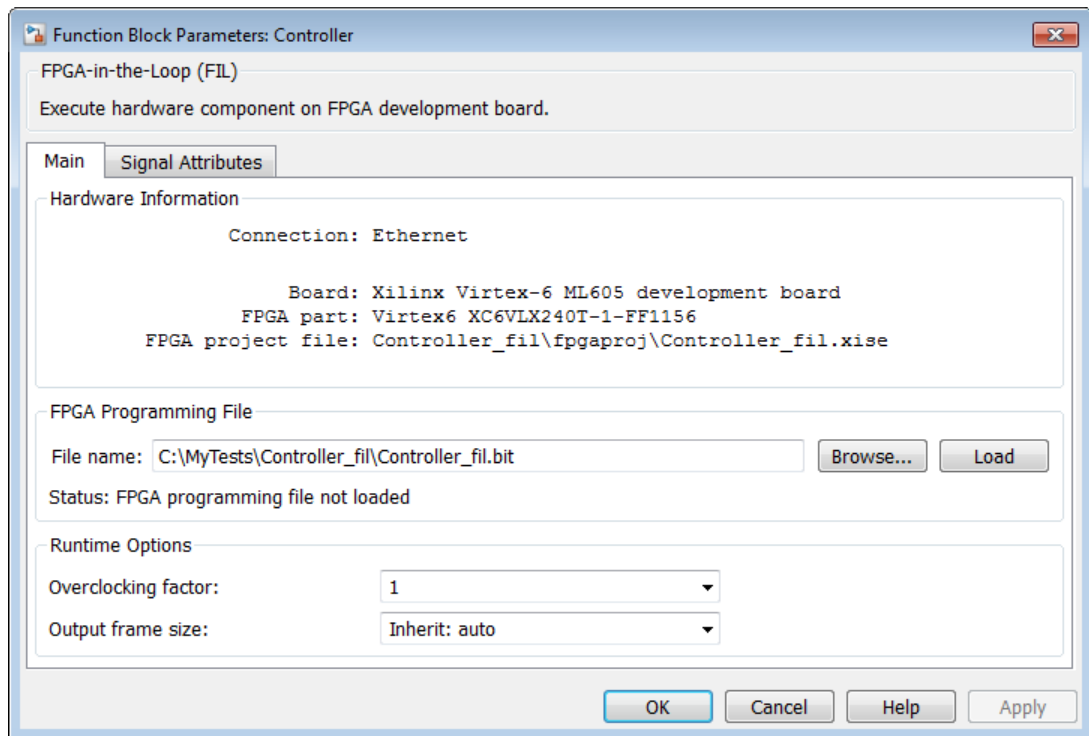 Function Block Parameters: Controller
FPGA-in-the-Loop (FIL)
Execute hardware component on FPGA development board.
Main Signal Attributes
Hardware Information
Connection: Ethernet
Board: Xilinx Virtex-6 ML605 development board
FPGA part: Virtex6 XC6VLX240T-1-FF1156
FPGA project file: Controller_fil\fpgaproj\Controller_fil.xise
FPGA Programming File
File name: C:\MyTests\Controller_fil\Controller_fil.bit Browse... Load
Status: FPGA programming file not loaded
Runtime Options
Overclocking factor: 1
Output frame size: Inherit: auto
OK Cancel Help Apply